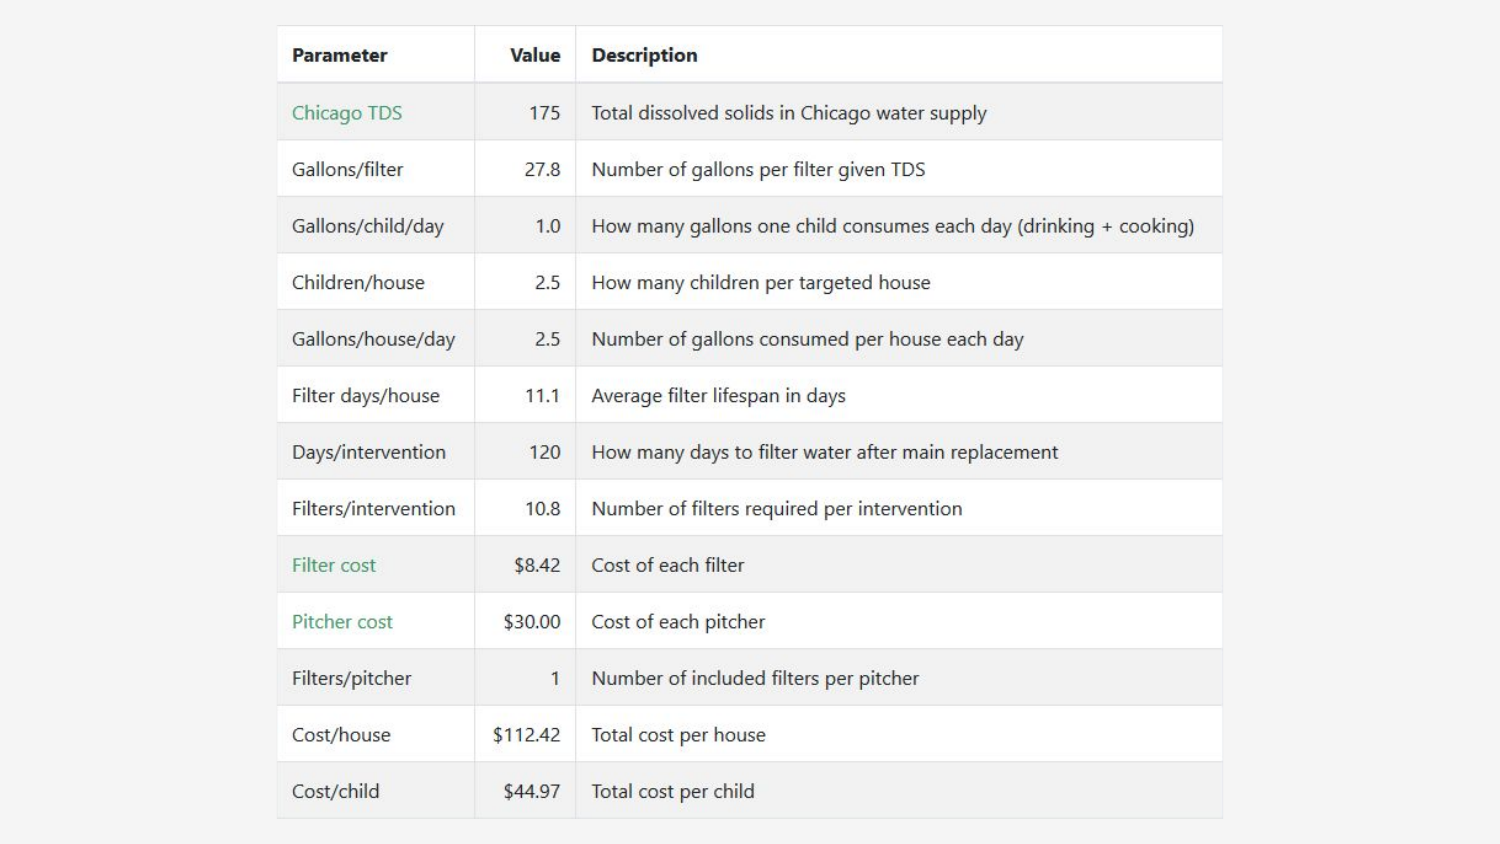 Parameter Value Description
Chicago TDS 175 Total dissolved solids in Chicago water supply
Gallons/filter 27.8 Number of gallons per filter given TDS
Gallons/child/day 1.0 How many gallons one child consumes each day (drinking + cooking)
Children/house 2.5 How many children per targeted house
Gallons/house/day 2.5 Number of gallons consumed per house each day
Filter days/house 11.1 Average filter lifespan in days
Days/intervention 120 How many days to filter water after main replacement
Filters/intervention 10.8 Number of filters required per intervention
Filter cost $8.42 Cost of each filter
Pitcher cost $30.00 Cost of each pitcher
Filters/pitcher 1 Number of included filters per pitcher
Cost/house $112.42 Total cost per house
Cost/child $44.97 Total cost per child